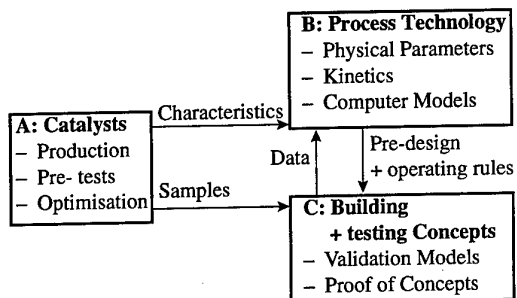 B: Process Technology
– Physical Parameters
– Kinetics
– Computer Models
Characteristics
A: Catalysts
– Production
– Pre- tests
– Optimisation
Samples
Data
Pre-design
+ operating rules
C: Building
+ testing Concepts
– Validation Models
– Proof of Concepts